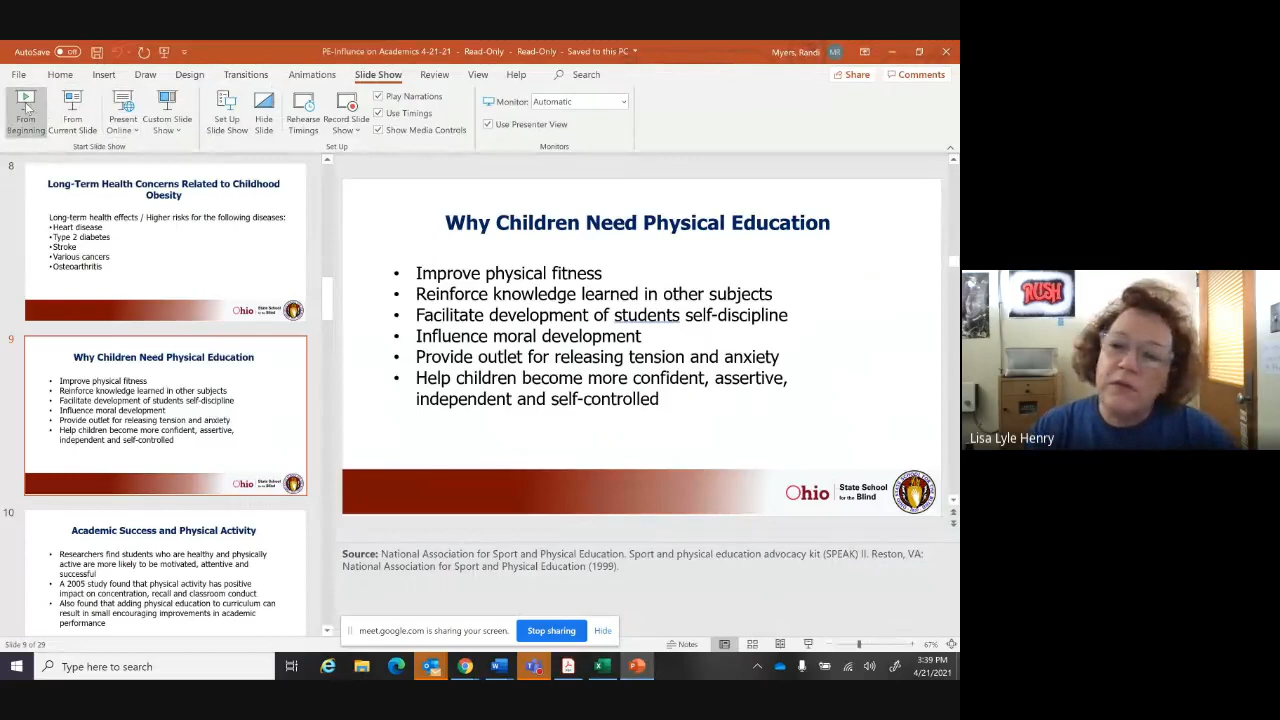 AutoSave Off
PE-Influnce on Academics 4-21-21 - Read-Only - Read-Only - Saved to this PC
Myers, Randi MR
File Home Insert Draw Design Transitions Animations Slide Show Review View Help Search Share Comments
From Beginning
From Current Slide
Present Online
Custom Slide Show
Set Up Slide Show
Hide Slide
Rehearse Timings
Record Slide Show
Play Narrations
Use Timings
Show Media Controls
Monitor: Automatic
Use Presenter View
Start Slide Show
Set Up
Monitors
8
Long-Term Health Concerns Related to Childhood
Obesity
Long-term health effects / Higher risks for the following diseases:
•Heart disease
•Type 2 diabetes
•Stroke
•Various cancers
•Osteoarthritis
Ohio State School for the Blind
9
Why Children Need Physical Education
• Improve physical fitness
• Reinforce knowledge learned in other subjects
• Facilitate development of students self-discipline
• Influence moral development
• Provide outlet for releasing tension and anxiety
• Help children become more confident, assertive,
independent and self-controlled
Ohio State School for the Blind
10
Academic Success and Physical Activity
• Researchers find students who are healthy and physically
active are more likely to be motivated, attentive and
successful
• A 2005 study found that physical activity has positive
impact on concentration, recall and classroom conduct
• Also found that adding physical education to curriculum can
result in small encouraging improvements in academic
performance
Why Children Need Physical Education
• Improve physical fitness
• Reinforce knowledge learned in other subjects
• Facilitate development of students self-discipline
• Influence moral development
• Provide outlet for releasing tension and anxiety
• Help children become more confident, assertive,
independent and self-controlled
Ohio State School
for the Blind
Source: National Association for Sport and Physical Education. Sport and physical education advocacy kit (SPEAK) II. Reston, VA:
National Association for Sport and Physical Education (1999).
meet.google.com is sharing your screen. Stop sharing Hide
Slide 9 of 29
Notes
67%
Type here to search
3:39 PM
4/21/2021
RUSH
Lisa Lyle Henry